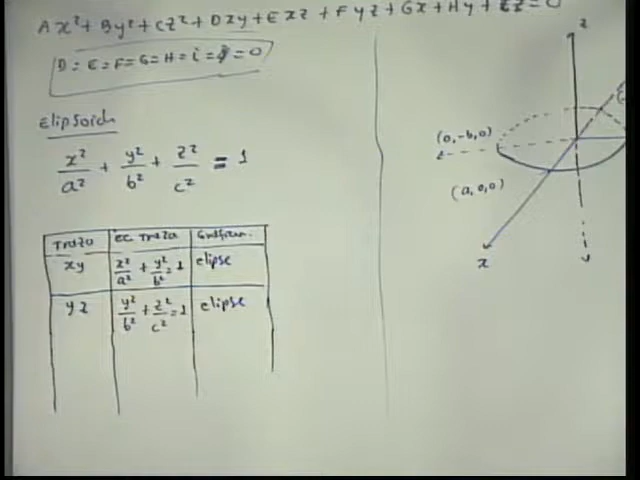 Ax² + By² + Cz² + Dxy + Exz + Fyz + Gx + Hy + Iz = 0
D = E = F = G = H = i = J = 0
Elipsoide
x²/a² + y²/b² + z²/c² = 1
Traza Ec. Traza
xy x²/a² + y²/b² = 1 elipse
yz y²/b² + z²/c² = 1 elipse
z
(0,-b,0)
(a,0,0)
x